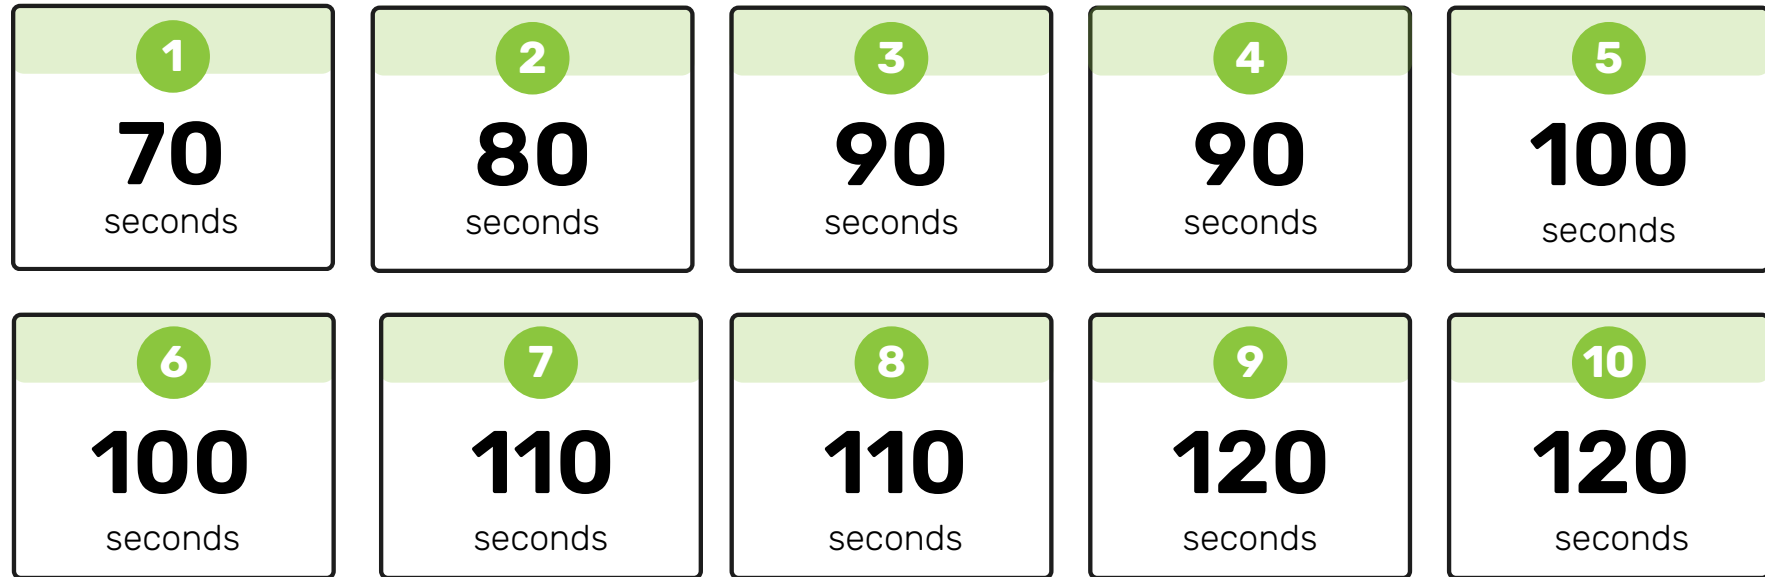 1 2 3 4 5
70 80 90 90 100
seconds seconds seconds seconds seconds
6 7 8 9 10
100 110 110 120 120
seconds seconds seconds seconds seconds